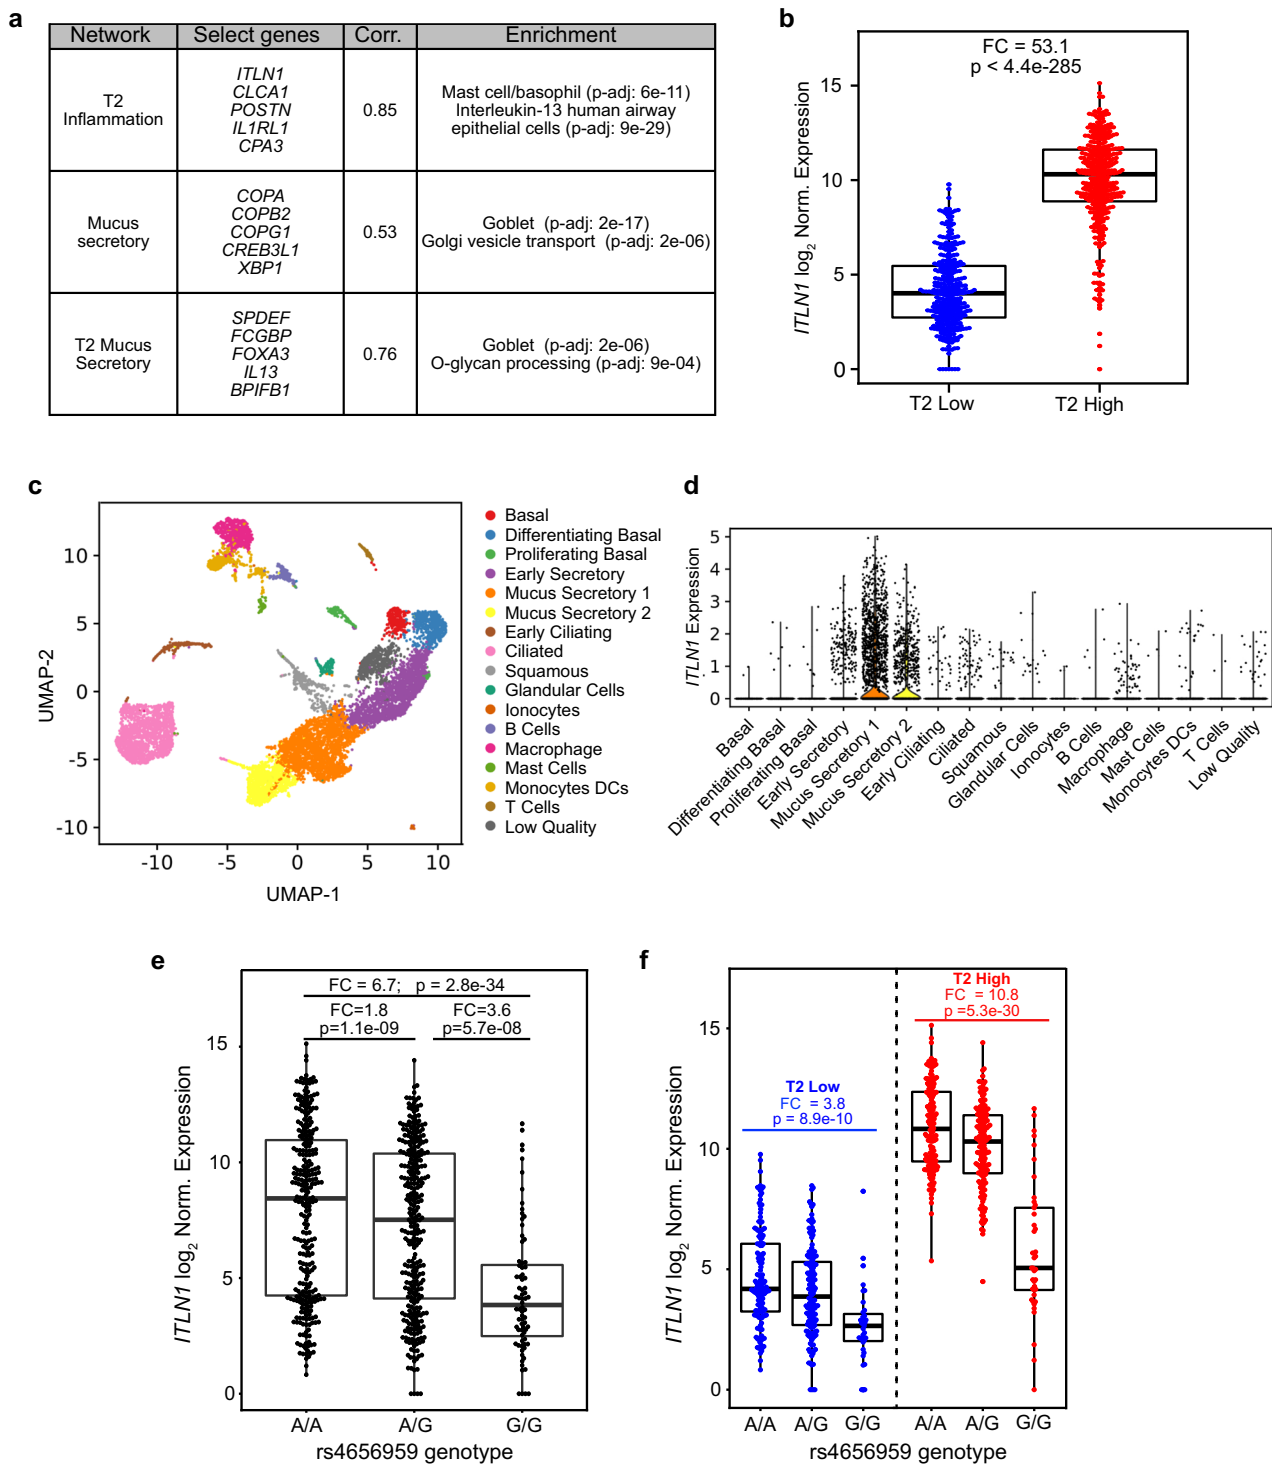 a
Network Select genes Corr. Enrichment
T2 Inflammation
ITLN1
CLCA1
POSTN
IL1RL1
CPA3
0.85
Mast cell/basophil (p-adj: 6e-11)
Interleukin-13 human airway
epithelial cells (p-adj: 9e-29)
Mucus
secretory
COPA
COPB2
COPG1
CREB3L1
XBP1
0.53
Goblet (p-adj: 2e-17)
Golgi vesicle transport (p-adj: 2e-06)
T2 Mucus
Secretory
SPDEF
FCGBP
FOXA3
IL13
BPIFB1
0.76
Goblet (p-adj: 2e-06)
O-glycan processing (p-adj: 9e-04)
b
FC = 53.1
p < 4.4e-285
ITLN1 log2 Norm. Expression
15
10
5
0
T2 Low T2 High
c
UMAP-2
10
5
0
-5
-10
-10 -5 0 5 10
UMAP-1
Basal
Differentiating Basal
Proliferating Basal
Early Secretory
Mucus Secretory 1
Mucus Secretory 2
Early Ciliating
Ciliated
Squamous
Glandular Cells
Ionocytes
B Cells
Macrophage
Mast Cells
Monocytes DCs
T Cells
Low Quality
d
ITLN1 Expression
5
4
3
2
1
0
Basal
Differentiating Basal
Proliferating Basal
Early Secretory
Mucus Secretory 1
Mucus Secretory 2
Early Ciliating
Ciliated
Squamous
Glandular Cells
Ionocytes
B Cells
Macrophage
Mast Cells
Monocytes DCs
T Cells
Low Quality
e
FC = 6.7; p = 2.8e-34
FC=1.8
p=1.1e-09
FC=3.6
p=5.7e-08
ITLN1 log2 Norm. Expression
15
10
5
0
A/A A/G G/G
rs4656959 genotype
f
T2 Low
FC = 3.8
p = 8.9e-10
T2 High
FC = 10.8
p =5.3e-30
ITLN1 log2 Norm. Expression
15
10
5
0
A/A A/G G/G A/A A/G G/G
rs4656959 genotype